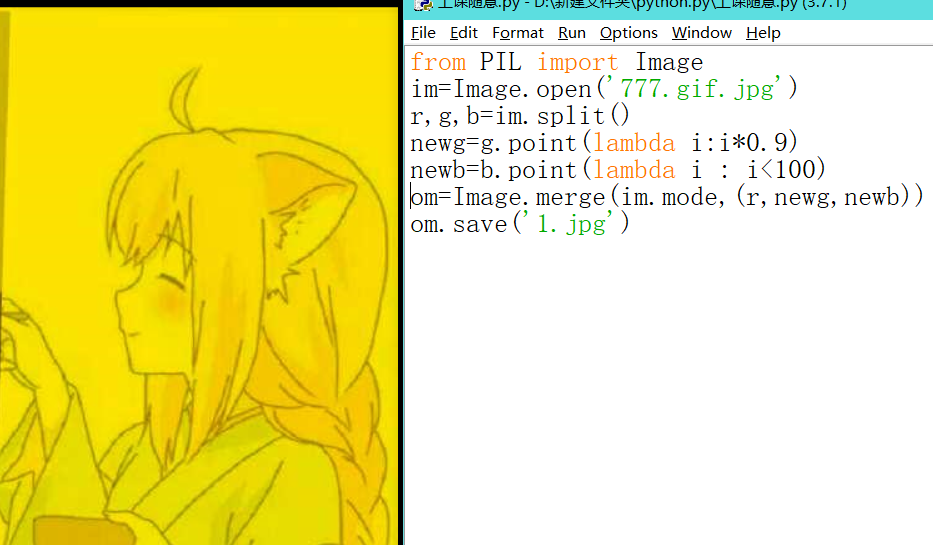 上课随意.py - D:\新建文件夹\python.py\上课随意.py (3.7.1)
File Edit Format Run Options Window Help
from PIL import Image
im=Image.open('777.gif.jpg')
r,g,b=im.split()
newg=g.point(lambda i:i*0.9)
newb=b.point(lambda i : i<100)
om=Image.merge(im.mode,(r,newg,newb))
om.save('1.jpg')